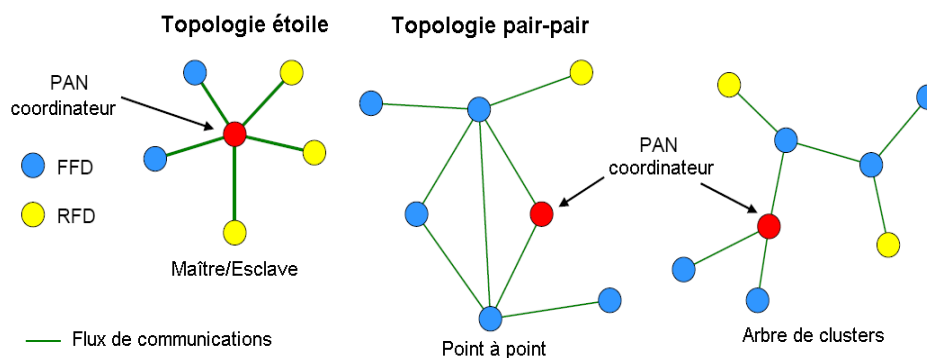 Topologie étoile
Topologie pair-pair
PAN
coordinateur
FFD
RFD
Maître/Esclave
PAN
coordinateur
Flux de communications
Point à point
Arbre de clusters